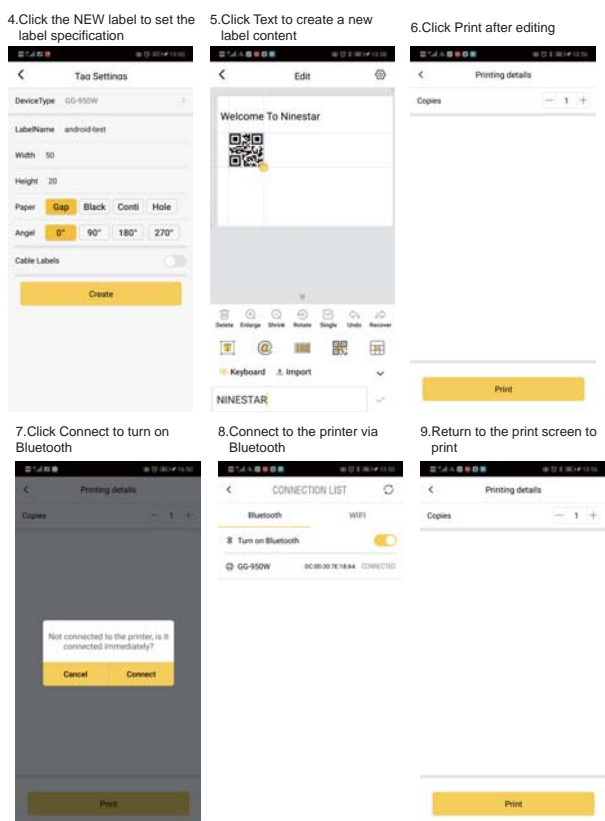 4.Click the NEW label to set the
label specification
Tag Settings
DeviceType GG-950W
LabelName android-test
Width 50
Height 20
Paper Gap Black Conti Hole
Angel 0° 90° 180° 270°
Cable Labels
Create
5.Click Text to create a new
label content
Edit
Welcome To Ninestar
Delete Enlarge Shrink Rotate Single Undo Recover
Keyboard Import
NINESTAR
6.Click Print after editing
Printing details
Copies 1
Print
7.Click Connect to turn on
Bluetooth
Printing details
Copies 1
Not connected to the printer, is it
connected immediately?
Cancel Connect
Print
8.Connect to the printer via
Bluetooth
CONNECTION LIST
Bluetooth WIFI
Turn on Bluetooth
GG-950W CONNECTED
9.Return to the print screen to
print
Printing details
Copies 1
Print